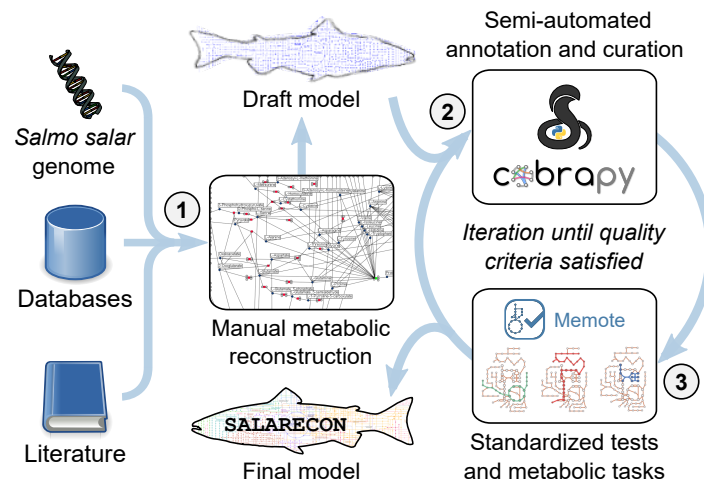 Semi-automated
annotation and curation
Draft model
2
Salmo salar
genome
cobrapy
1
Databases
Iteration until quality
criteria satisfied
Manual metabolic
reconstruction
Memote
3
SALARECON
Literature
Final model
Standardized tests
and metabolic tasks